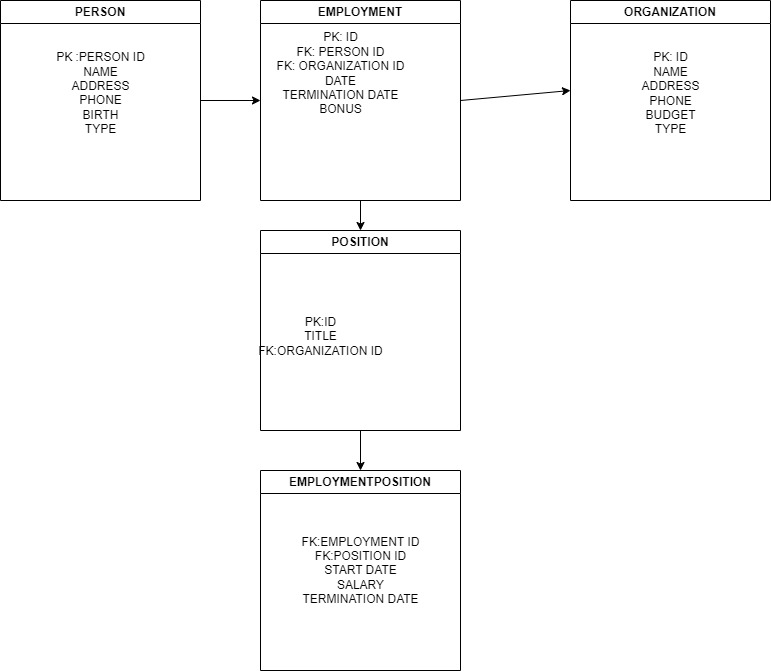 PERSON
PK :PERSON ID
NAME
ADDRESS
PHONE
BIRTH
TYPE
EMPLOYMENT
PK: ID
FK: PERSON ID
FK: ORGANIZATION ID
DATE
TERMINATION DATE
BONUS
ORGANIZATION
PK: ID
NAME
ADDRESS
PHONE
BUDGET
TYPE
POSITION
PK:ID
TITLE
FK:ORGANIZATION ID
EMPLOYMENTPOSITION
FK:EMPLOYMENT ID
FK:POSITION ID
START DATE
SALARY
TERMINATION DATE